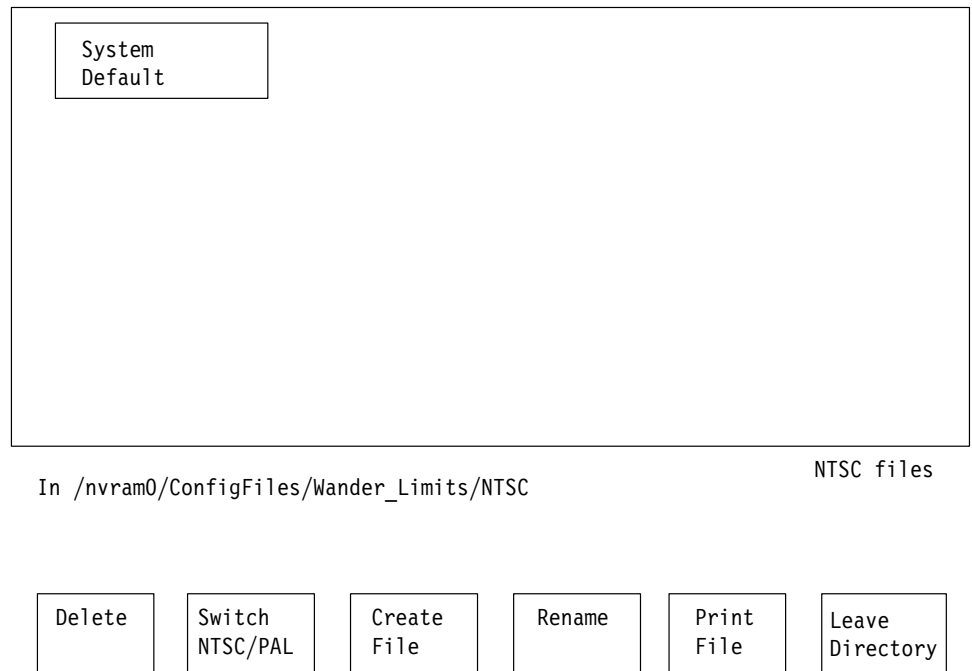 System
Default
NTSC files
In /nvram0/ConfigFiles/Wander_Limits/NTSC
Delete
Switch
NTSC/PAL
Create
File
Rename
Print
File
Leave
Directory